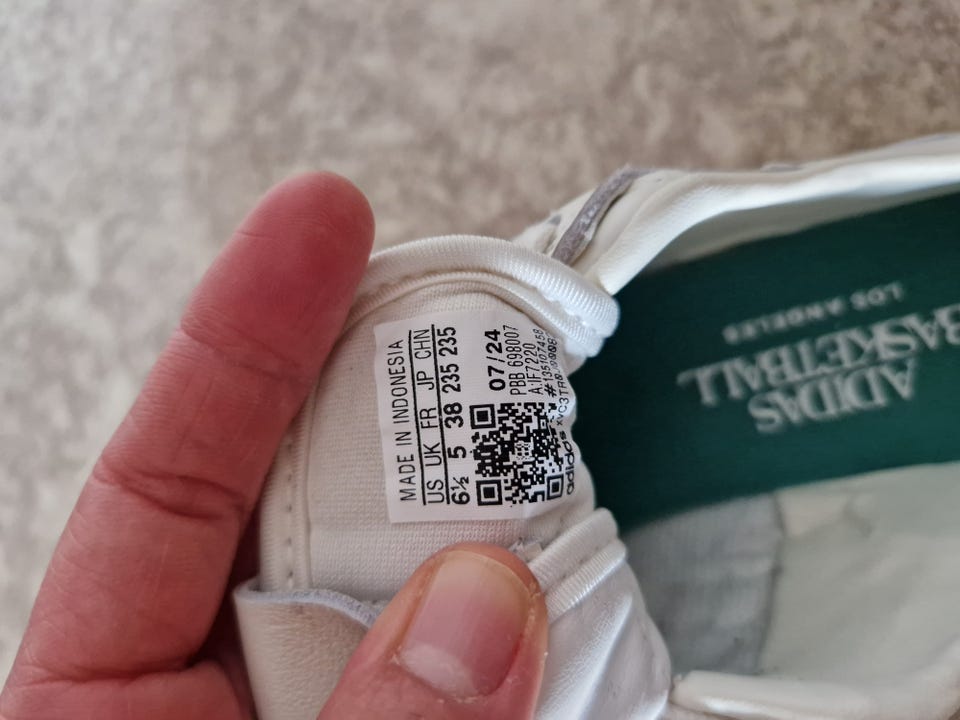 MADE IN INDONESIA
US UK FR JP CHN
6½ 5 38 235 235
07/24
PBB 698007
A:IF7220
adidas
ADIDAS
BASKETBALL
LOS ANGELES